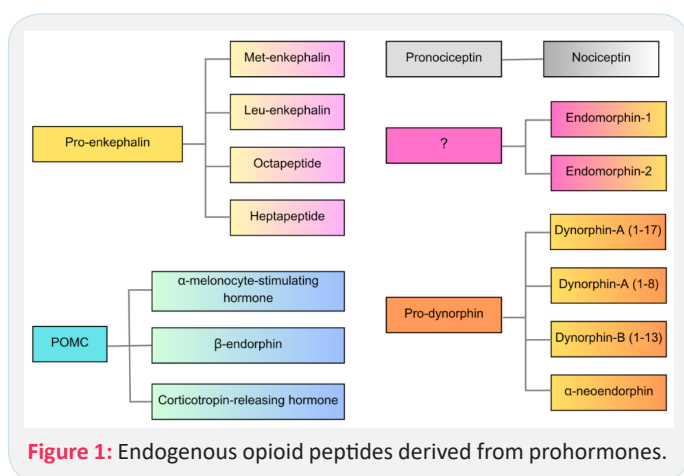 Pro-enkephalin
Met-enkephalin
Leu-enkephalin
Octapeptide
Heptapeptide
Pronociceptin
Nociceptin
?
Endomorphin-1
Endomorphin-2
POMC
α-melonocyte-stimulating
hormone
β-endorphin
Corticotropin-releasing hormone
Pro-dynorphin
Dynorphin-A (1-17)
Dynorphin-A (1-8)
Dynorphin-B (1-13)
α-neoendorphin
Figure 1: Endogenous opioid peptides derived from prohormones.